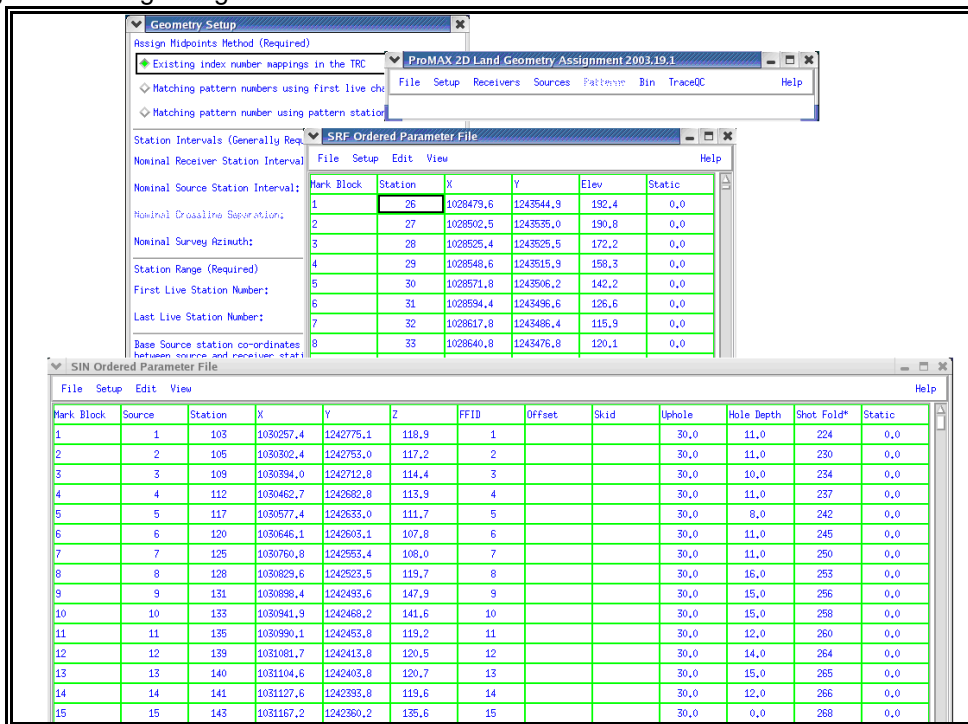 Geometry Setup
Assign Midpoints Method (Required)
Existing index number mappings in the TRC
Matching pattern numbers using first live cha
Matching pattern number using pattern station
Station Intervals (Generally Requ
Nominal Receiver Station Interval
Nominal Source Station Interval:
Nominal Crossline Separation:
Nominal Survey Azimuth:
Station Range (Required)
First Live Station Number:
Last Live Station Number:
Base Source station co-ordinates
between source and receiver stati
ProMAX 2D Land Geometry Assignment 2003.19.1
File Setup Receivers Sources Patterns Bin TraceQC Help
SRF Ordered Parameter File
File Setup Edit View Help
Mark Block Station X Y Elev Static
1 26 1028479.6 1243544.9 192.4 0.0
2 27 1028502.5 1243535.0 190.8 0.0
3 28 1028525.4 1243525.5 172.2 0.0
4 29 1028548.6 1243515.9 158.3 0.0
5 30 1028571.8 1243506.2 142.2 0.0
6 31 1028594.4 1243496.6 126.6 0.0
7 32 1028617.8 1243486.4 115.9 0.0
8 33 1028640.8 1243476.8 120.1 0.0
SIN Ordered Parameter File
File Setup Edit View Help
Mark Block Source Station X Y Z FFID Offset Skid Uphole Hole Depth Shot Fold* Static
1 1 103 1030257.4 1242775.1 118.9 1 30.0 11.0 224 0.0
2 2 105 1030302.4 1242753.0 117.2 2 30.0 11.0 230 0.0
3 3 109 1030394.0 1242712.8 114.4 3 30.0 10.0 234 0.0
4 4 112 1030462.7 1242682.8 113.9 4 30.0 11.0 237 0.0
5 5 117 1030577.4 1242633.0 111.7 5 30.0 8.0 242 0.0
6 6 120 1030646.1 1242603.1 107.8 6 30.0 11.0 245 0.0
7 7 125 1030760.8 1242553.4 108.0 7 30.0 11.0 250 0.0
8 8 128 1030829.6 1242523.5 119.7 8 30.0 16.0 253 0.0
9 9 131 1030898.4 1242493.6 147.9 9 30.0 15.0 256 0.0
10 10 133 1030941.9 1242468.2 141.6 10 30.0 15.0 258 0.0
11 11 135 1030990.1 1242453.8 119.2 11 30.0 12.0 260 0.0
12 12 139 1031081.7 1242413.8 120.5 12 30.0 14.0 264 0.0
13 13 140 1031104.6 1242403.8 120.7 13 30.0 15.0 265 0.0
14 14 141 1031127.6 1242393.8 119.6 14 30.0 12.0 266 0.0
15 15 143 1031167.2 1242360.2 135.6 15 30.0 0.0 268 0.0